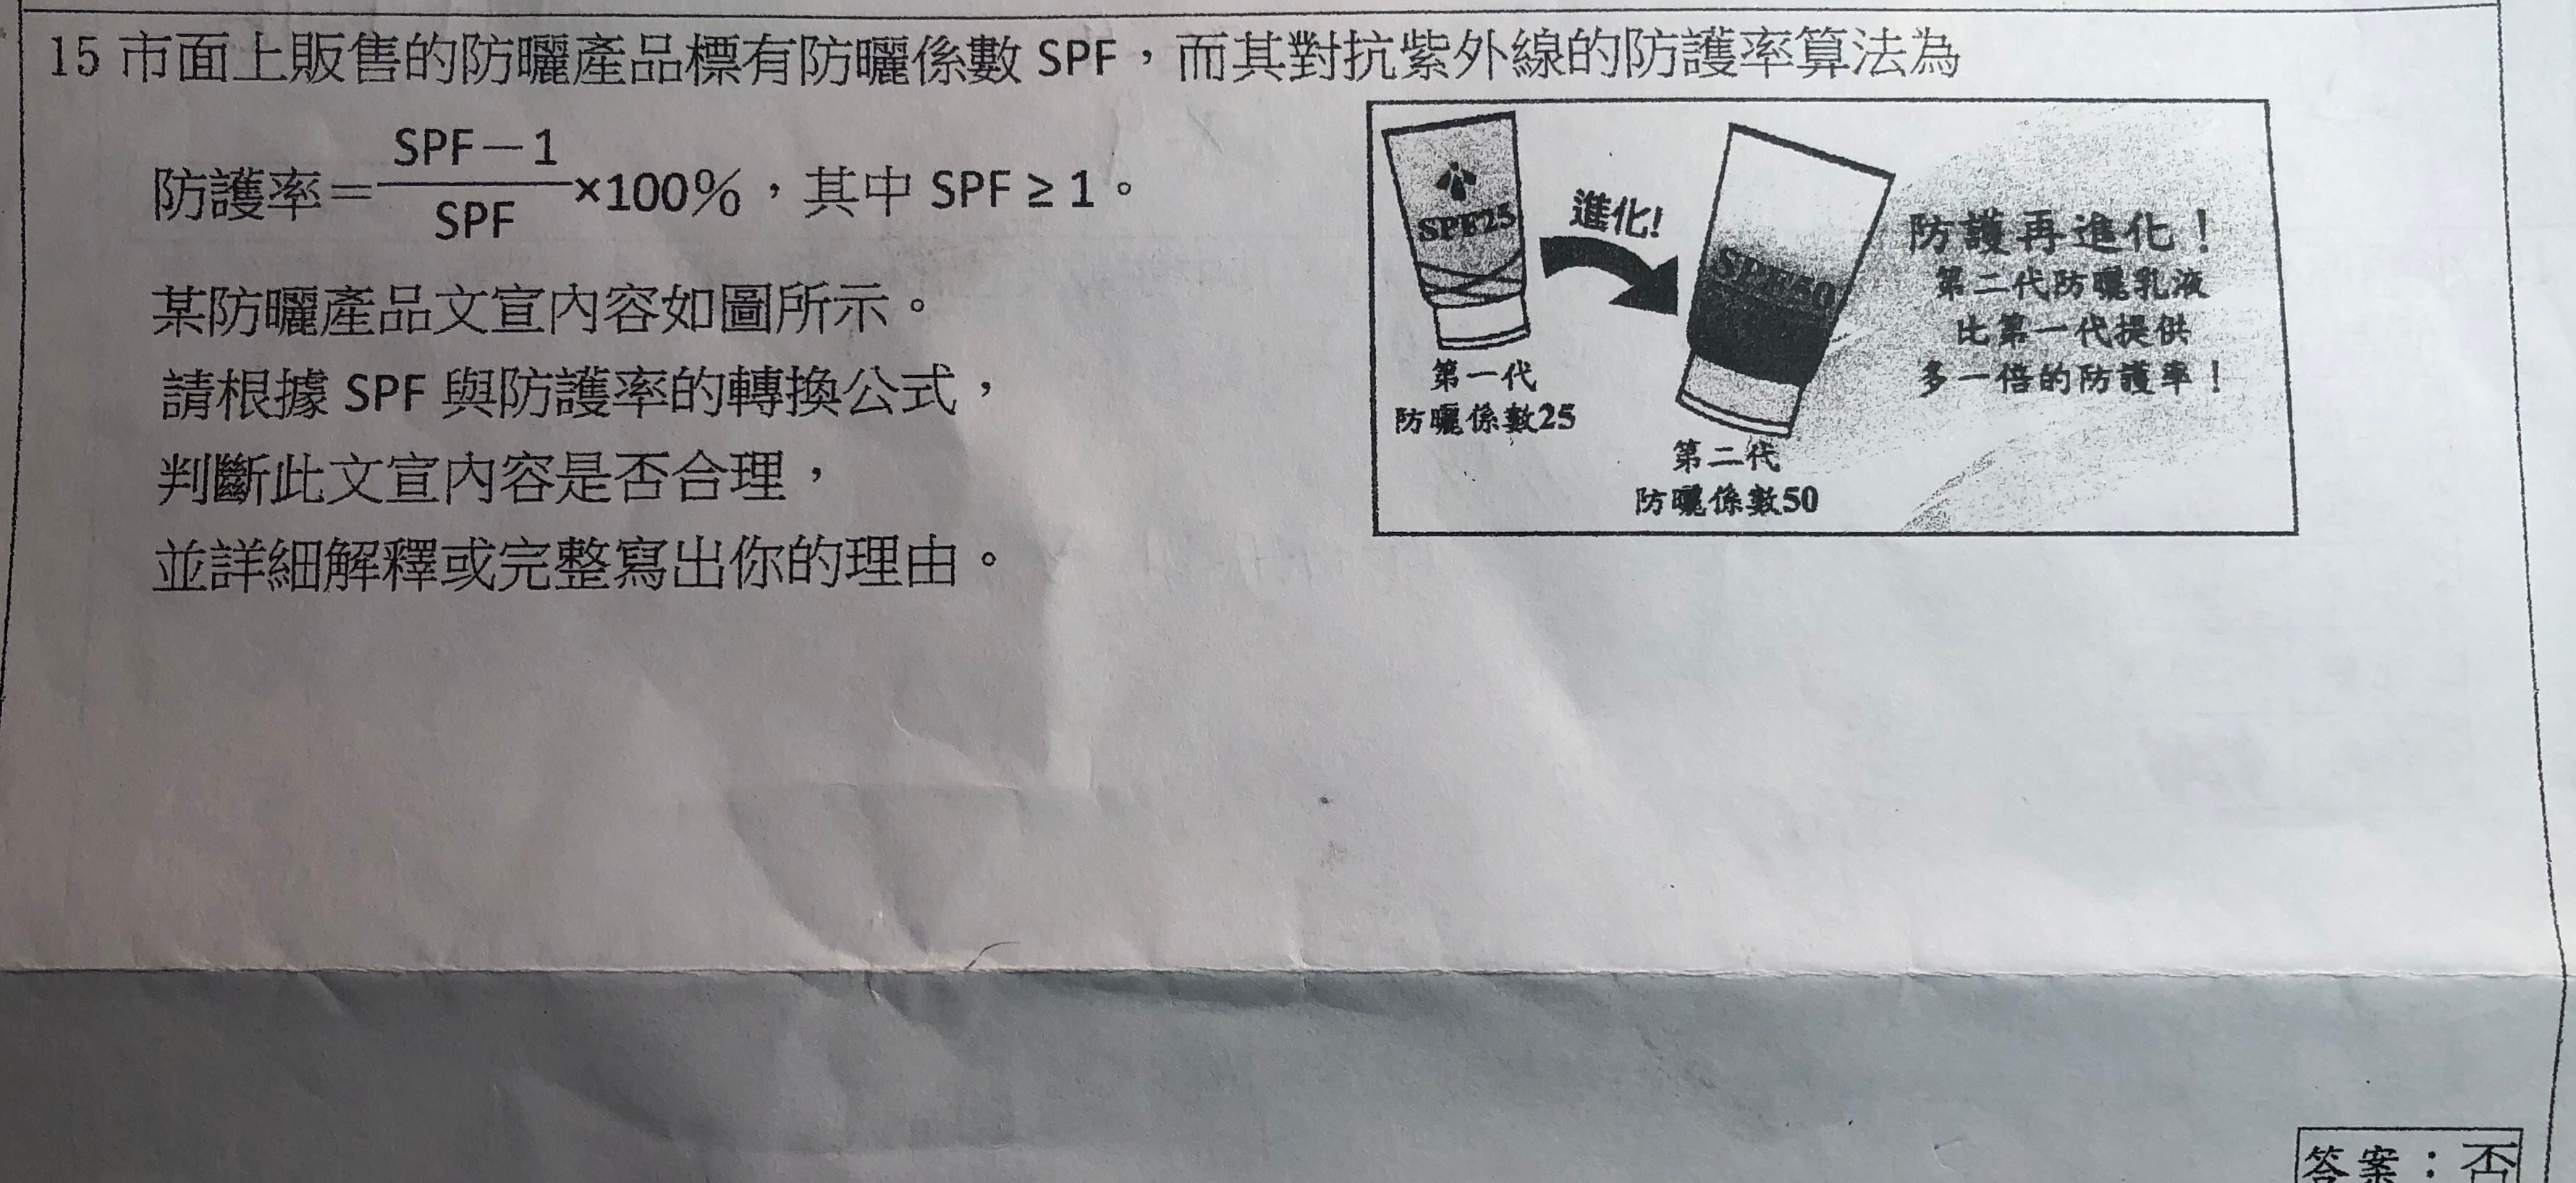 15 市面上販售的防曬產品標有防曬係數 SPF，而其對抗紫外線的防護率算法為
防護率＝(SPF－1)/SPF ×100％，其中 SPF ≥ 1。
某防曬產品文宣內容如圖所示。
請根據 SPF 與防護率的轉換公式，
判斷此文宣內容是否合理，
並詳細解釋或完整寫出你的理由。
SPF25
進化!
SPF50
防護再進化！
第二代防曬乳液
比第一代提供
多一倍的防護率！
第一代
防曬係數25
第二代
防曬係數50
答案：否